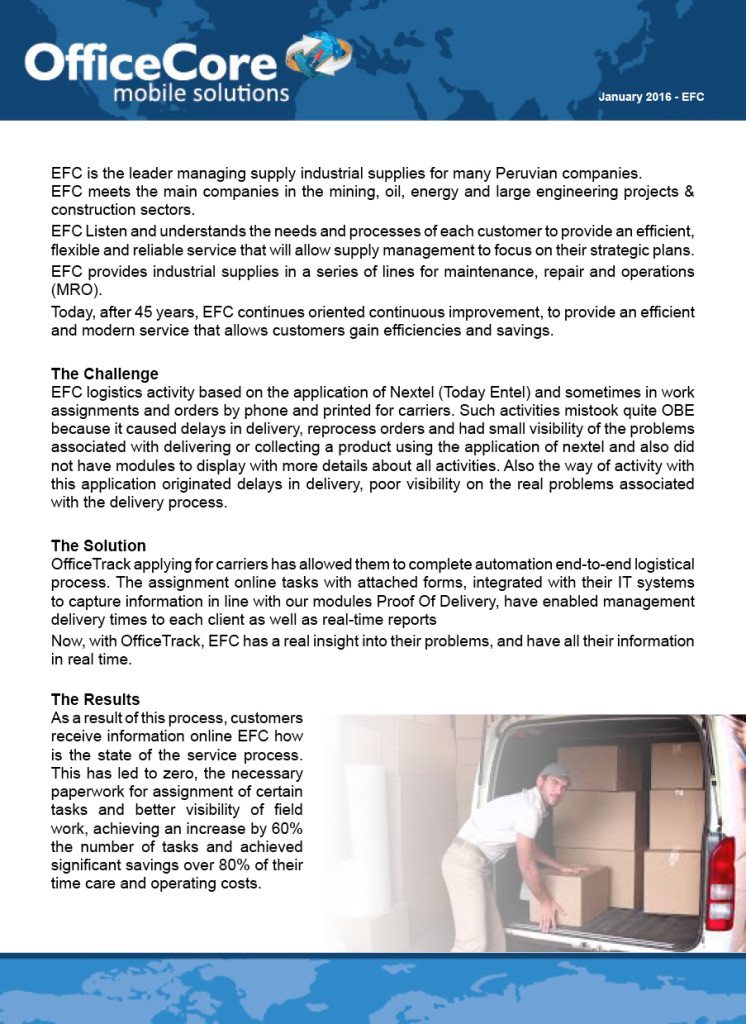 OfficeCore
mobile solutions
January 2016 - EFC
EFC is the leader managing supply industrial supplies for many Peruvian companies.
EFC meets the main companies in the mining, oil, energy and large engineering projects &
construction sectors.
EFC Listen and understands the needs and processes of each customer to provide an efficient,
flexible and reliable service that will allow supply management to focus on their strategic plans.
EFC provides industrial supplies in a series of lines for maintenance, repair and operations
(MRO).
Today, after 45 years, EFC continues oriented continuous improvement, to provide an efficient
and modern service that allows customers gain efficiencies and savings.
The Challenge
EFC logistics activity based on the application of Nextel (Today Entel) and sometimes in work
assignments and orders by phone and printed for carriers. Such activities mistook quite OBE
because it caused delays in delivery, reprocess orders and had small visibility of the problems
associated with delivering or collecting a product using the application of nextel and also did
not have modules to display with more details about all activities. Also the way of activity with
this application originated delays in delivery, poor visibility on the real problems associated
with the delivery process.
The Solution
OfficeTrack applying for carriers has allowed them to complete automation end-to-end logistical
process. The assignment online tasks with attached forms, integrated with their IT systems
to capture information in line with our modules Proof Of Delivery, have enabled management
delivery times to each client as well as real-time reports
Now, with OfficeTrack, EFC has a real insight into their problems, and have all their information
in real time.
The Results
As a result of this process, customers
receive information online EFC how
is the state of the service process.
This has led to zero, the necessary
paperwork for assignment of certain
tasks and better visibility of field
work, achieving an increase by 60%
the number of tasks and achieved
significant savings over 80% of their
time care and operating costs.